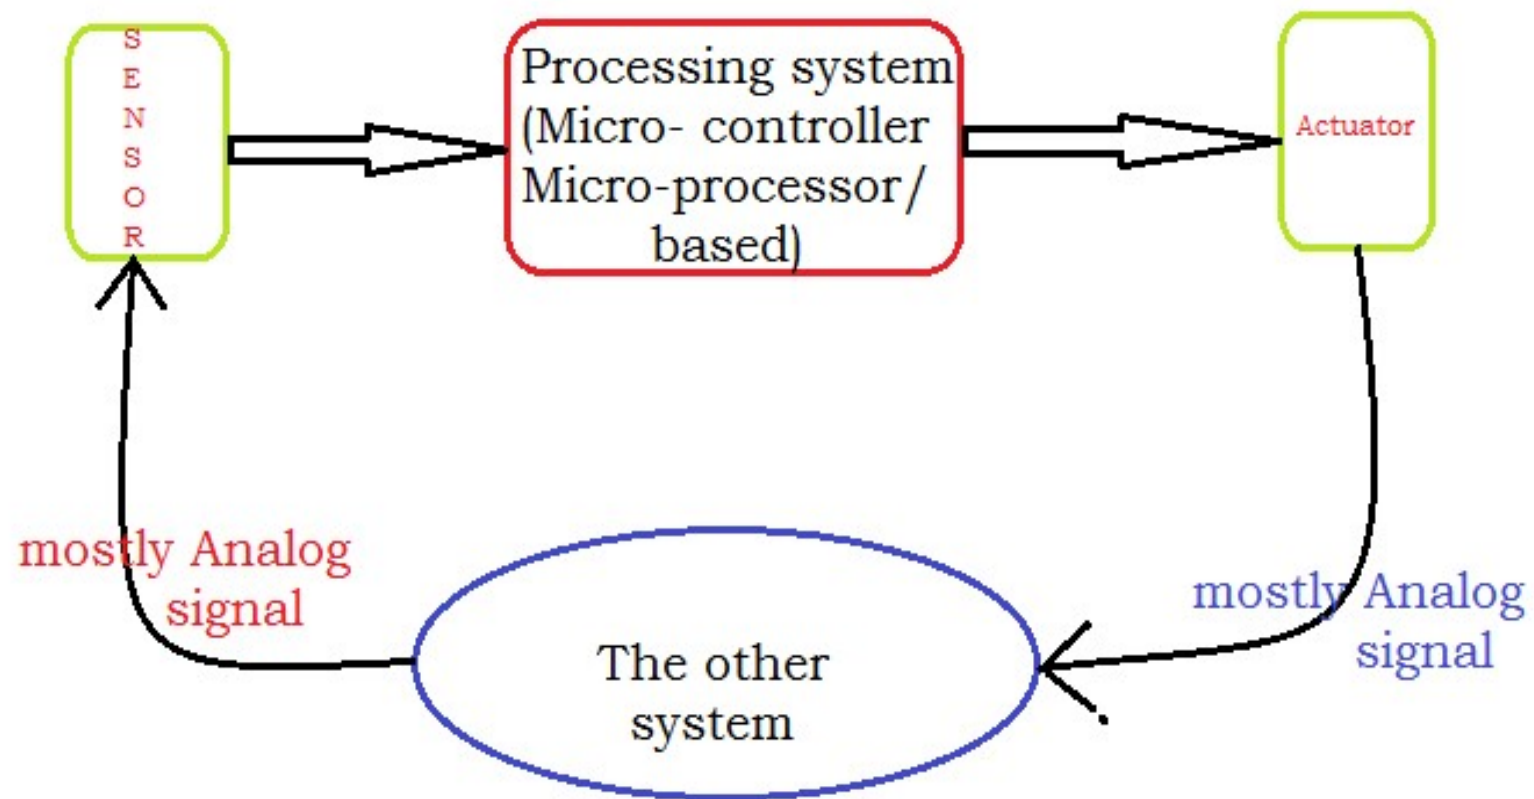 S
E
N
S
O
R
Processing system
(Micro- controller
Micro-processor/
based)
Actuator
mostly Analog
signal
mostly Analog
signal
The other
system